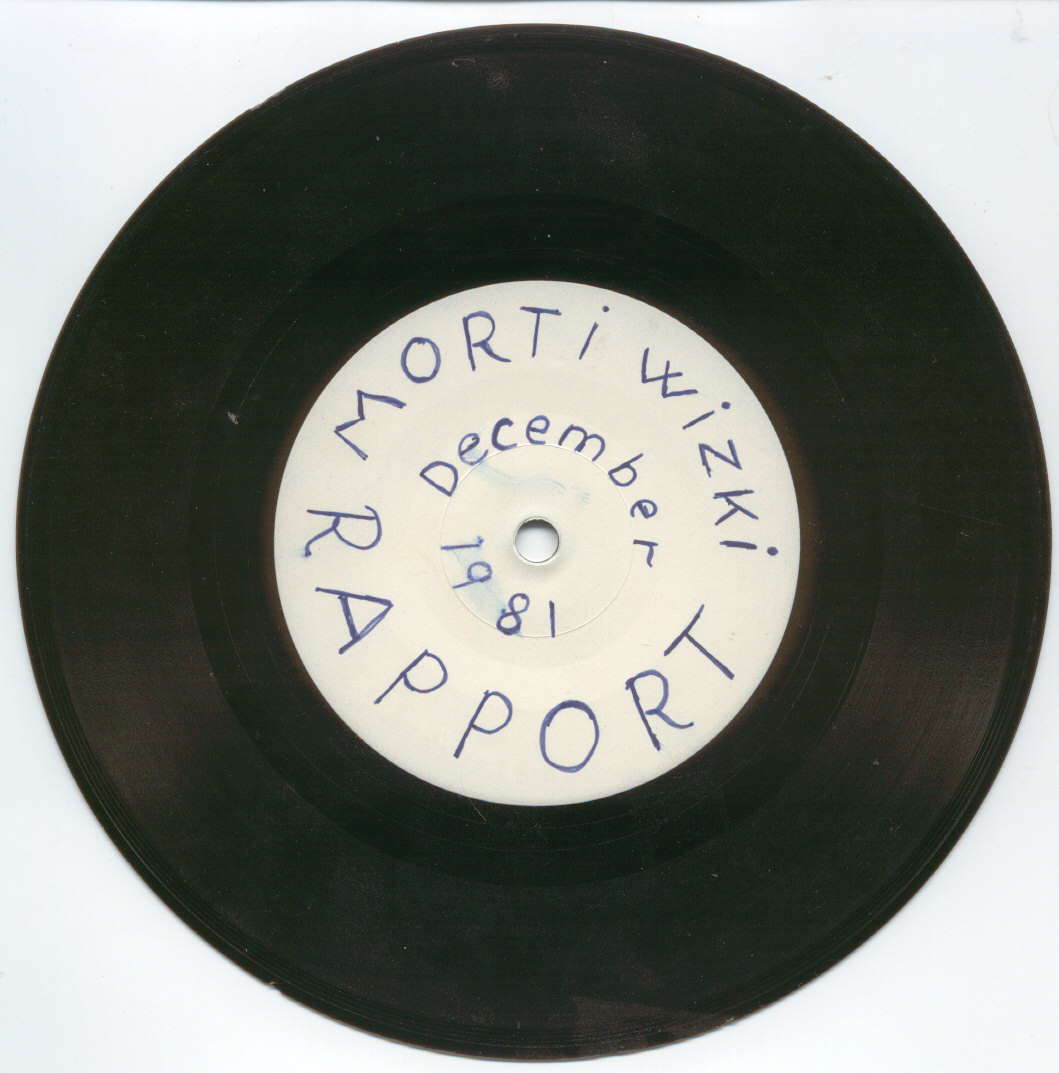 MORTi WiZKi
RAPPORT
December
1981